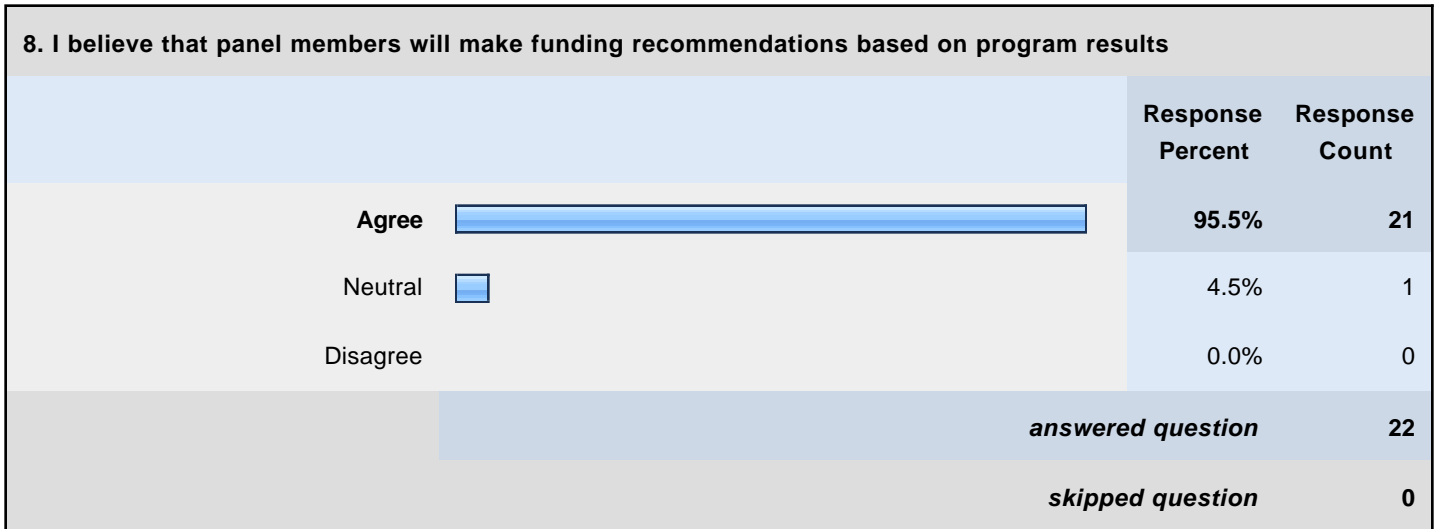 8. I believe that panel members will make funding recommendations based on program results
Response Percent
Response Count
Agree 95.5% 21
Neutral 4.5% 1
Disagree 0.0% 0
answered question 22
skipped question 0